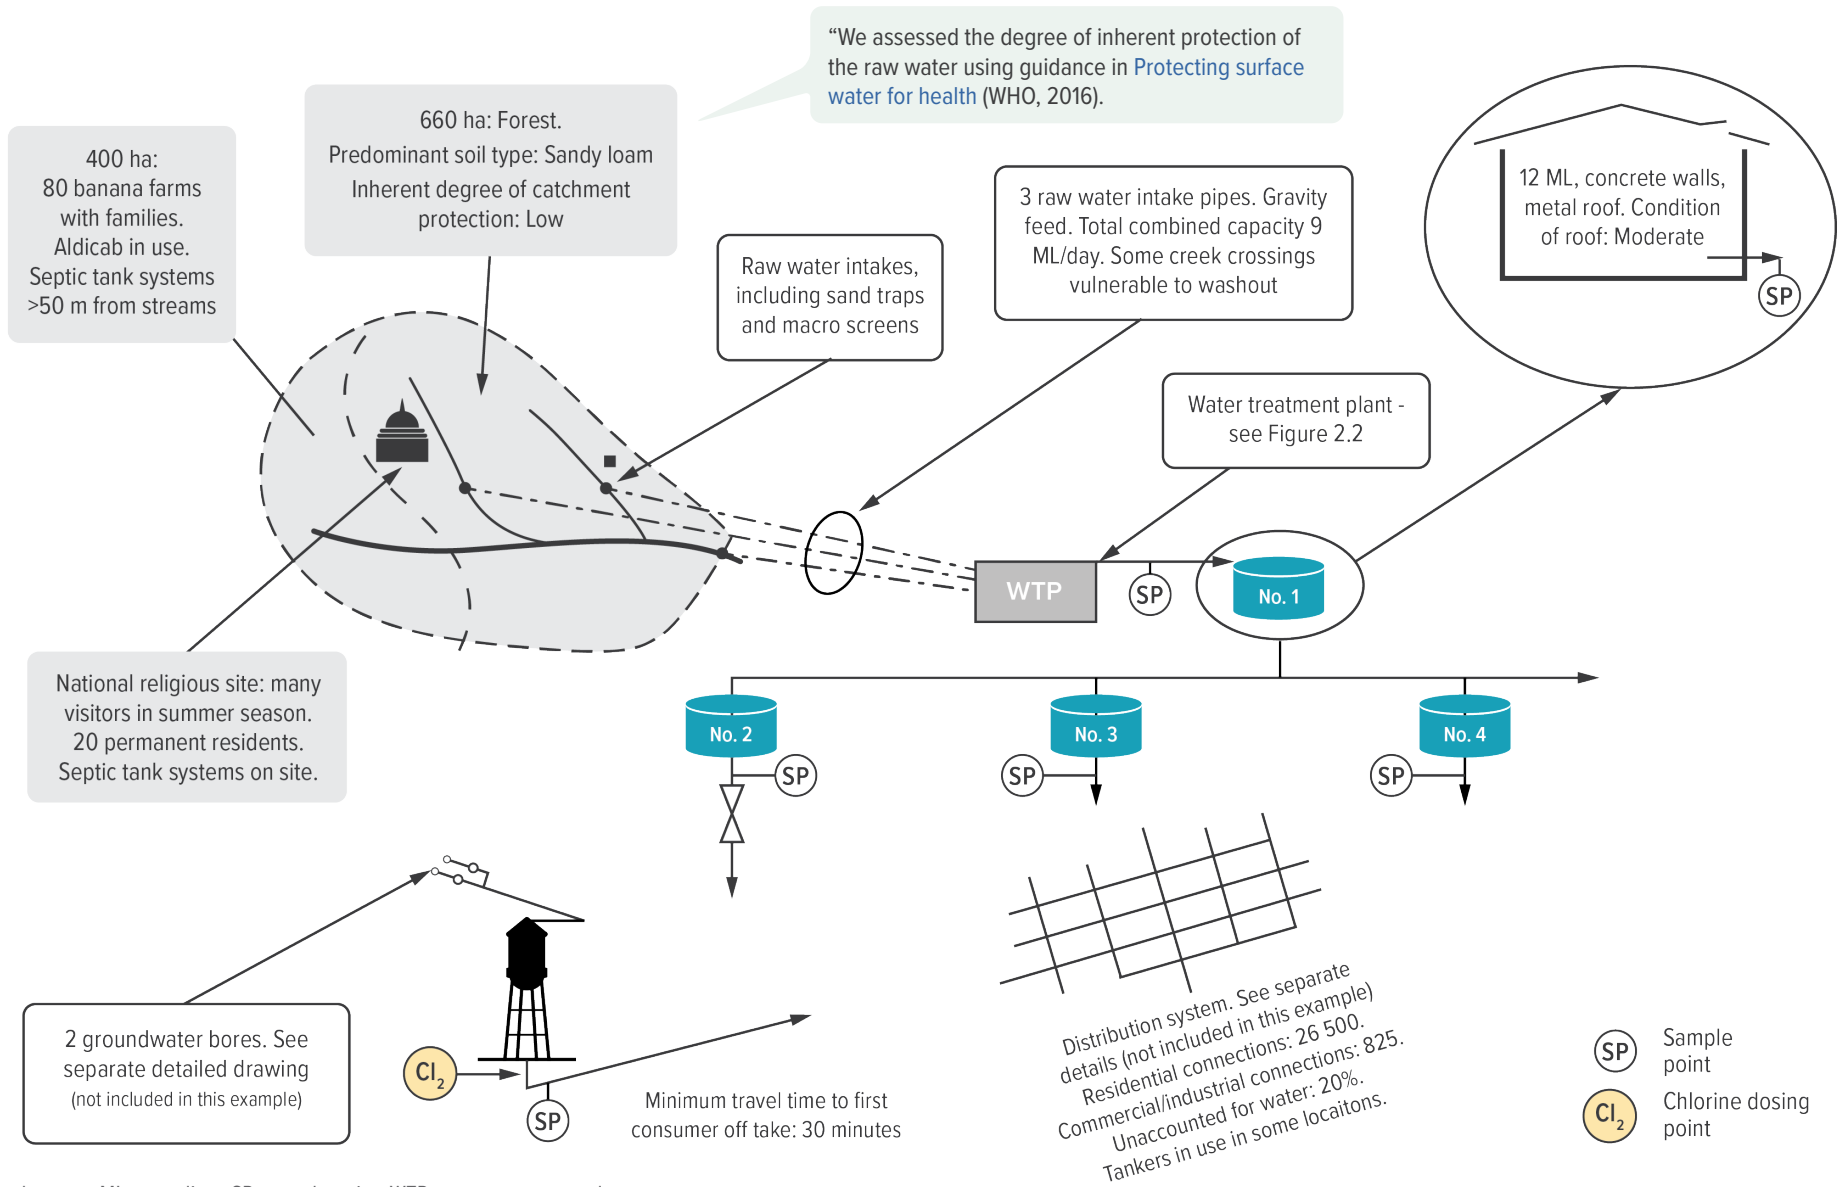 “We assessed the degree of inherent protection of
the raw water using guidance in Protecting surface
water for health (WHO, 2016).
660 ha: Forest.
Predominant soil type: Sandy loam
Inherent degree of catchment
protection: Low
400 ha:
80 banana farms
with families.
Aldicab in use.
Septic tank systems
>50 m from streams
3 raw water intake pipes. Gravity
feed. Total combined capacity 9
ML/day. Some creek crossings
vulnerable to washout
12 ML, concrete walls,
metal roof. Condition
of roof: Moderate
SP
Raw water intakes,
including sand traps
and macro screens
Water treatment plant -
see Figure 2.2
WTP
SP
No. 1
National religious site: many
visitors in summer season.
20 permanent residents.
Septic tank systems on site.
No. 2
SP
No. 3
SP
No. 4
SP
2 groundwater bores. See
separate detailed drawing
(not included in this example)
Cl2
SP
Minimum travel time to first
consumer off take: 30 minutes
Distribution system. See separate
details (not included in this example)
Residential connections: 26 500.
Commercial/industrial connections: 825.
Unaccounted for water: 20%.
Tankers in use in some locaitons.
SP
Sample
point
Cl2
Chlorine dosing
point